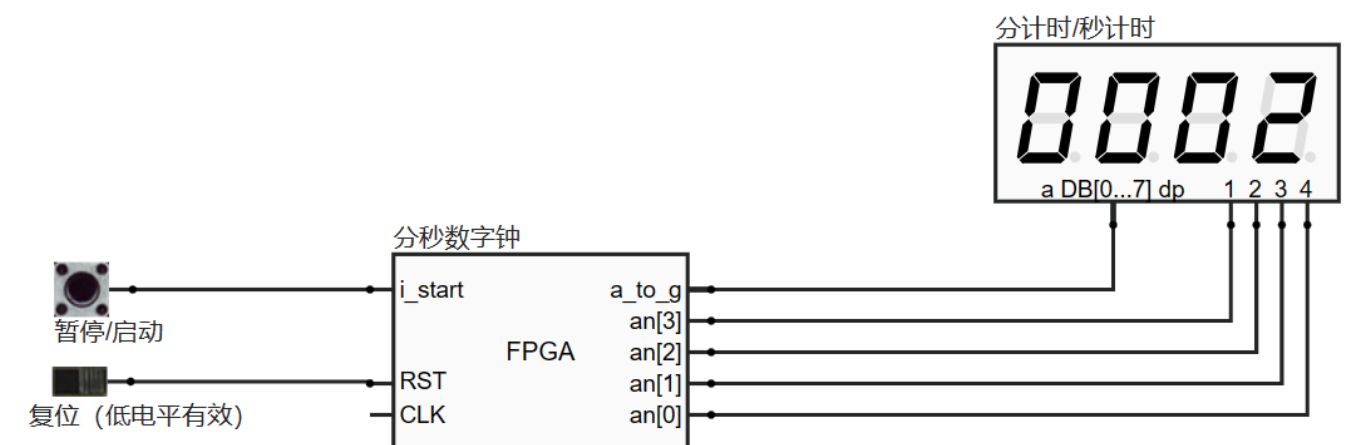 分计时/秒计时
0002
a DB[0...7] dp 1 2 3 4
分秒数字钟
i_start a_to_g
an[3]
暂停/启动
FPGA an[2]
RST an[1]
复位（低电平有效）
CLK an[0]